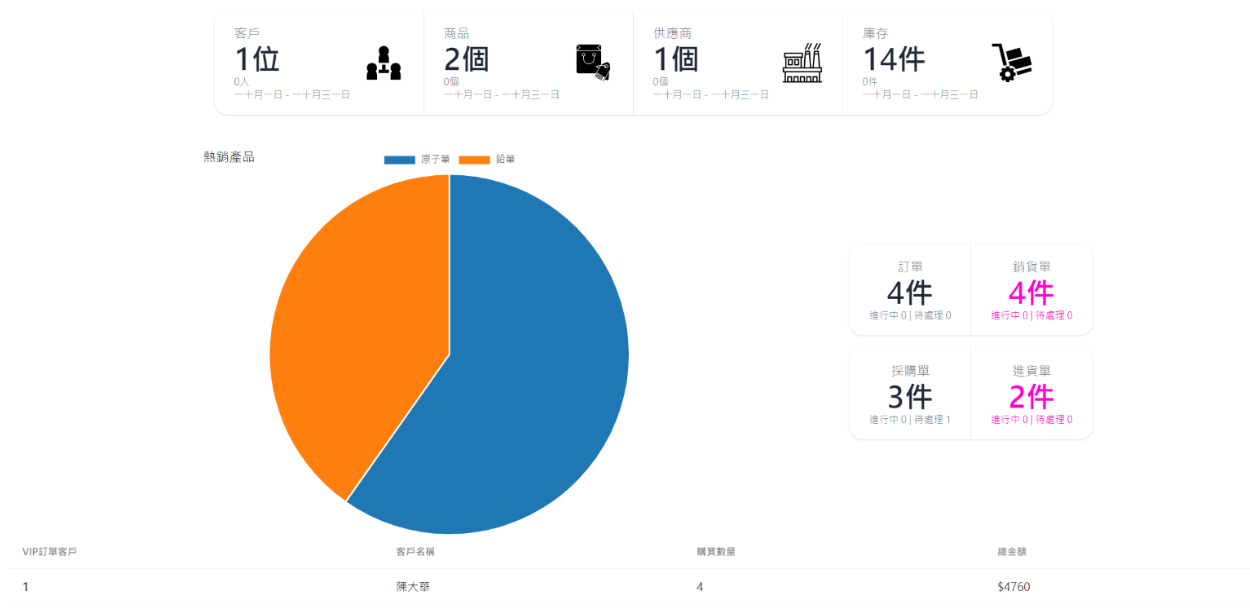 客戶
1位
0人
一十月一日 - 一十月三一日
商品
2個
0個
一十月一日 - 一十月三一日
供應商
1個
0個
一十月一日 - 一十月三一日
庫存
14件
0件
一十月一日 - 一十月三一日
熱銷產品
原子筆 鉛筆
訂單
4件
進行中 0 | 待處理 0
銷貨單
4件
進行中 0 | 待處理 0
採購單
3件
進行中 0 | 待處理 1
進貨單
2件
進行中 0 | 待處理 0
VIP訂單客戶 客戶名稱 購買數量 總金額
1 陳大華 4 $4760